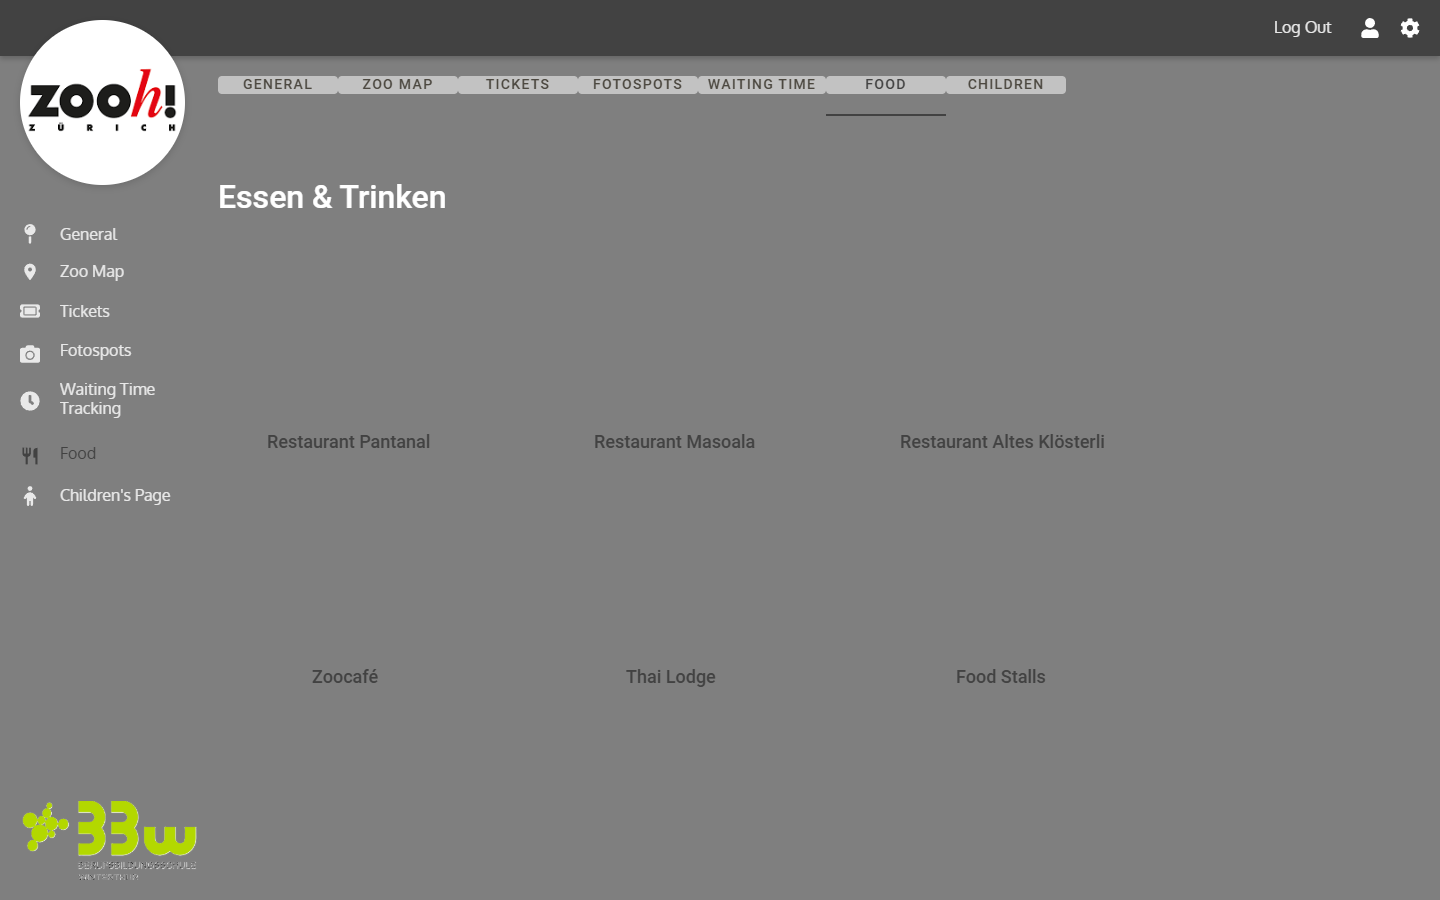 Log Out
zooh!
ZÜRICH
GENERAL ZOO MAP TICKETS FOTOSPOTS WAITING TIME FOOD CHILDREN
Essen & Trinken
General
Zoo Map
Tickets
Fotospots
Waiting Time
Tracking
Food
Children's Page
Restaurant Pantanal Restaurant Masoala Restaurant Altes Klösterli
Zoocafé Thai Lodge Food Stalls
BBw
BERUFSBILDUNGSSCHULE